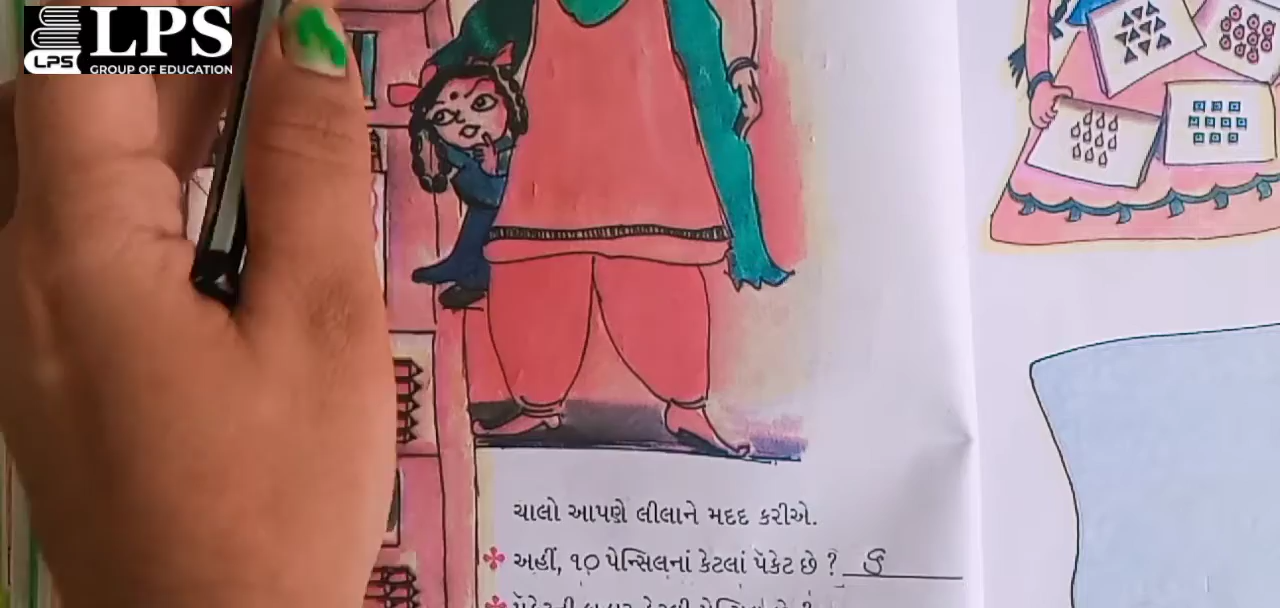 LPS
LPS
GROUP OF EDUCATION
ચાલો આપણે લીલાને મદદ કરીએ.
અહીં, ૧૦ પેન્સિલનાં કેટલાં પૅકેટ છે ? ૬